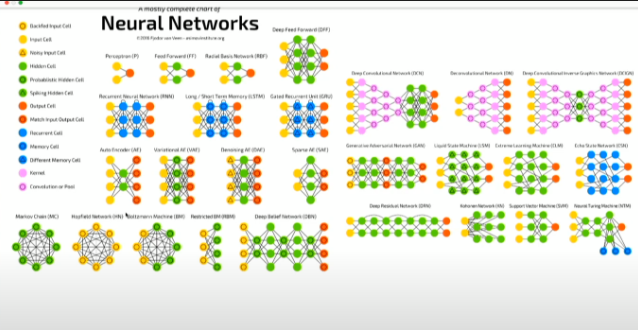 A mostly complete chart of
Neural Networks
©2016 Fjodor van Veen - asimovinstitute.org
Backfed Input Cell
Input Cell
Noisy Input Cell
Hidden Cell
Probablistic Hidden Cell
Spiking Hidden Cell
Output Cell
Match Input Output Cell
Recurrent Cell
Memory Cell
Different Memory Cell
Kernel
Convolution or Pool
Deep Feed Forward (DFF)
Perceptron (P)
Feed Forward (FF)
Radial Basis Network (RBF)
Recurrent Neural Network (RNN)
Long / Short Term Memory (LSTM)
Gated Recurrent Unit (GRU)
Auto Encoder (AE)
Variational AE (VAE)
Denoising AE (DAE)
Sparse AE (SAE)
Markov Chain (MC)
Hopfield Network (HN)
Boltzmann Machine (BM)
Restricted BM (RBM)
Deep Belief Network (DBN)
Deep Convolutional Network (DCN)
Deconvolutional Network (DN)
Deep Convolutional Inverse Graphics Network (DCIGN)
Generative Adversarial Network (GAN)
Liquid State Machine (LSM)
Extreme Learning Machine (ELM)
Echo State Network (ESN)
Deep Residual Network (DRN)
Kohonen Network (KN)
Support Vector Machine (SVM)
Neural Turing Machine (NTM)